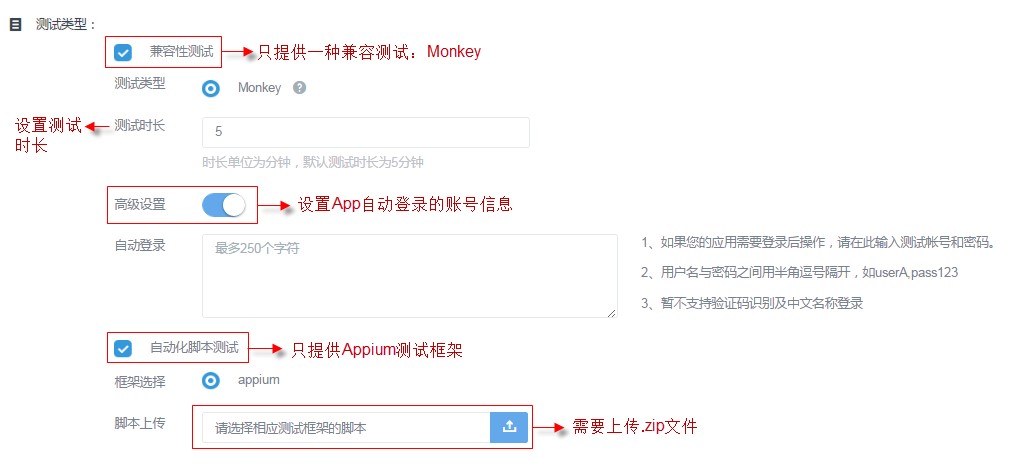 测试类型：
兼容性测试
只提供一种兼容测试：Monkey
测试类型
Monkey
?
设置测试
时长
测试时长
5
时长单位为分钟，默认测试时长为5分钟
高级设置
设置App自动登录的账号信息
自动登录
最多250个字符
1、如果您的应用需要登录后操作，请在此输入测试帐号和密码。
2、用户名与密码之间用半角逗号隔开，如userA,pass123
3、暂不支持验证码识别及中文名称登录
自动化脚本测试
只提供Appium测试框架
框架选择
appium
脚本上传
请选择相应测试框架的脚本
需要上传.zip文件